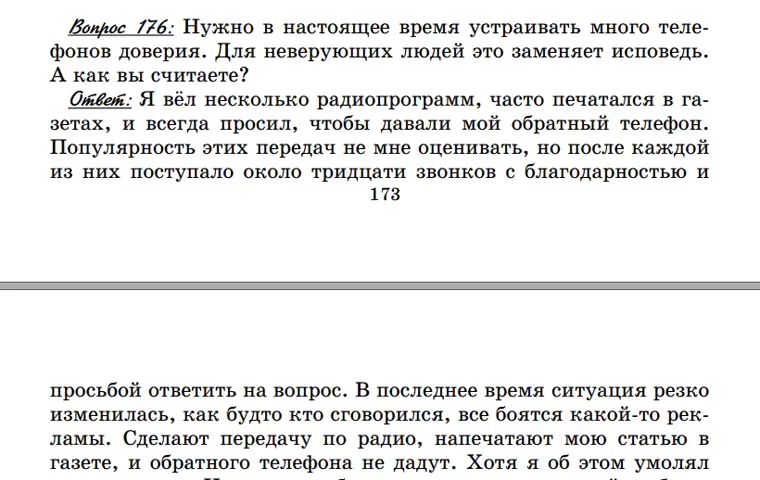 Вопрос 176: Нужно в настоящее время устраивать много теле-
фонов доверия. Для неверующих людей это заменяет исповедь.
А как вы считаете?
Ответ: Я вёл несколько радиопрограмм, часто печатался в га-
зетах, и всегда просил, чтобы давали мой обратный телефон.
Популярность этих передач не мне оценивать, но после каждой
из них поступало около тридцати звонков с благодарностью и
173
просьбой ответить на вопрос. В последнее время ситуация резко
изменилась, как будто кто сговорился, все боятся какой-то рек-
ламы. Сделают передачу по радио, напечатают мою статью в
газете, и обратного телефона не дадут. Хотя я об этом умолял